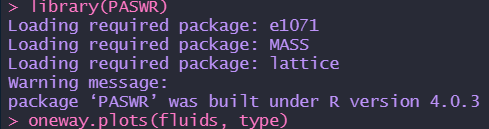 > library(PASWR)
Loading required package: e1071
Loading required package: MASS
Loading required package: lattice
Warning message:
package ‘PASWR’ was built under R version 4.0.3
> oneway.plots(fluids, type)